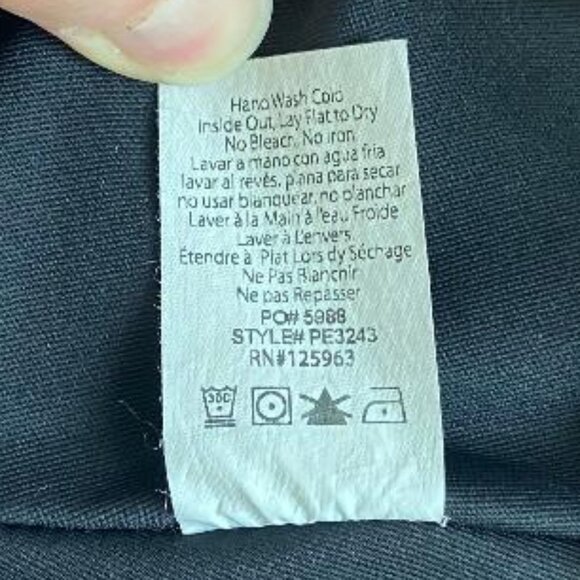 Hand Wash Cold
Inside Out, Lay Flat to Dry
No Bleach, No Iron
Lavar a mano con agua fria
lavar al revés, plana para secar
no usar blanquear, no planchar
Laver à la Main à l'eau Froide
Laver à L'envers
Étendre à Plat Lors dy Séchage
Ne Pas Blanchir
Ne pas Repasser
PO# 5988
STYLE# PE3243
RN#125963